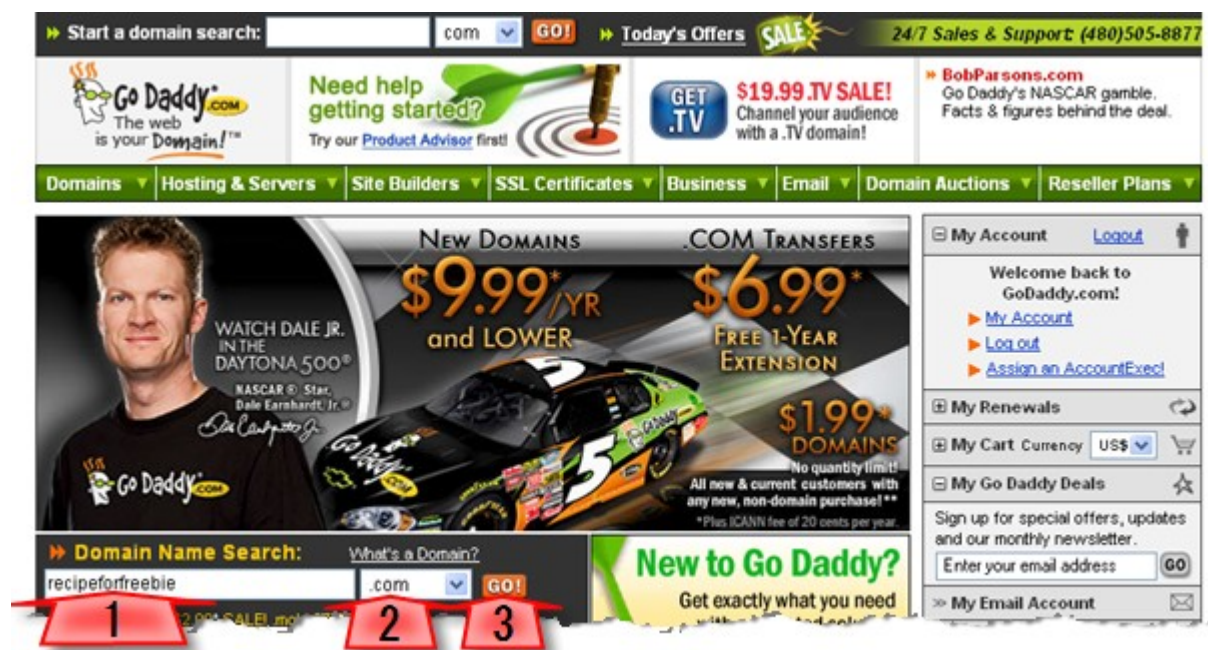 Start a domain search: com GO! Today's Offers SALE 24/7 Sales & Support: (480)505-8877
Go Daddy.com
The web
is your Domain!™
Need help
getting started?
Try our Product Advisor first!
GET
.TV
$19.99 .TV SALE!
Channel your audience
with a .TV domain!
BobParsons.com
Go Daddy's NASCAR gamble.
Facts & figures behind the deal.
Domains Hosting & Servers Site Builders SSL Certificates Business Email Domain Auctions Reseller Plans
WATCH DALE JR.
IN THE
DAYTONA 500®
NASCAR ® Star,
Dale Earnhardt, Jr.®
Go Daddy.com
NEW DOMAINS
$9.99*/YR
and LOWER
.COM TRANSFERS
$6.99*
FREE 1-YEAR
EXTENSION
$1.99*
DOMAINS
No quantity limit!
All new & current customers with
any new, non-domain purchase!**
*Plus ICANN fee of 20 cents per year.
Go Daddy.com
5
5
GoDaddy
My Account Logout
Welcome back to
GoDaddy.com!
My Account
Log out
Assign an AccountExec!
My Renewals
My Cart Currency US$
My Go Daddy Deals
Sign up for special offers, updates
and our monthly newsletter.
Enter your email address GO
My Email Account
Domain Name Search: What's a Domain?
recipeforfreebie .com GO!
SALE!
1 2 3
New to Go Daddy?
Get exactly what you need